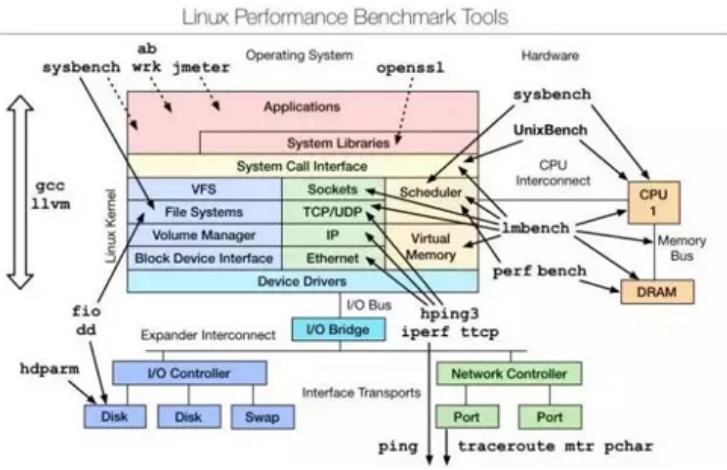 Linux Performance Benchmark Tools
Operating System
Hardware
ab
sysbench wrk jmeter
openssl
sysbench
Applications
UnixBench
System Libraries
System Call Interface
CPU
Interconnect
gcc
llvm
Linux Kernel
VFS
Sockets
Scheduler
CPU
1
File Systems
TCP/UDP
lmbench
Volume Manager
IP
Virtual
Memory
Memory
Bus
Block Device Interface
Ethernet
perf bench
Device Drivers
DRAM
I/O Bus
fio
dd
hping3
iperf ttcp
I/O Bridge
Expander Interconnect
hdparm
I/O Controller
Interface Transports
Network Controller
Disk
Disk
Swap
Port
Port
ping
traceroute mtr pchar